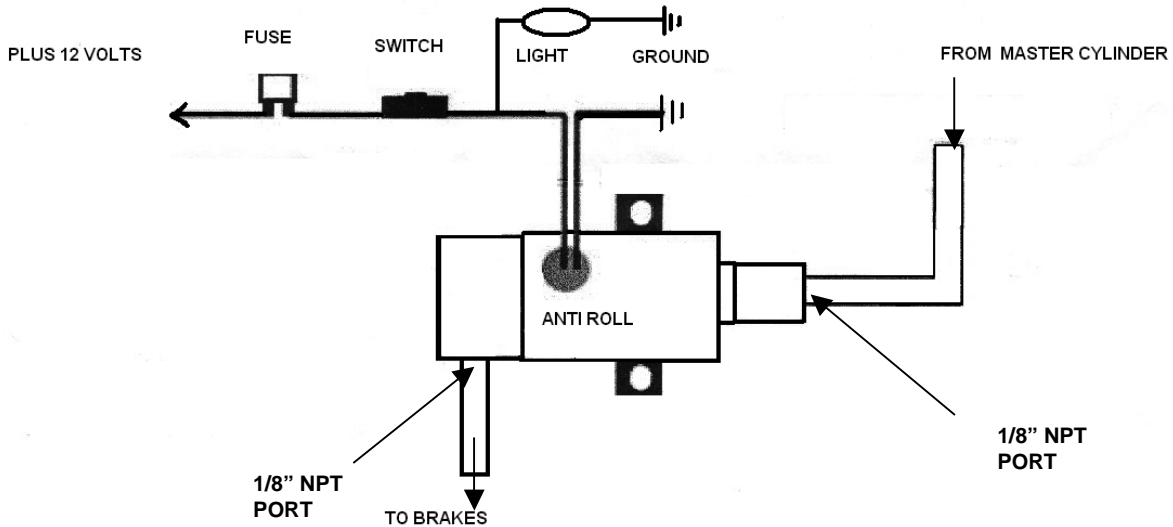 PLUS 12 VOLTS
FUSE
SWITCH
LIGHT
GROUND
FROM MASTER CYLINDER
ANTI ROLL
1/8” NPT
PORT
1/8” NPT
PORT
TO BRAKES